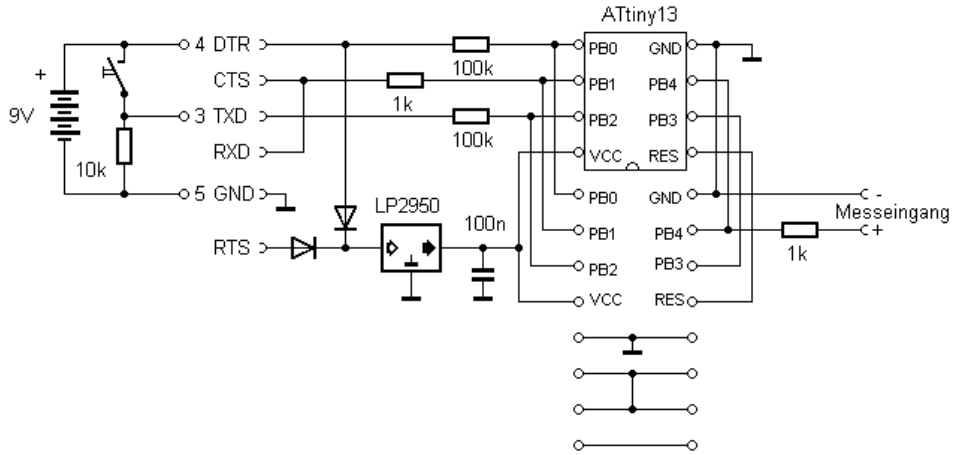 ATtiny13
+
9V
10k
4 DTR
CTS
3 TXD
RXD
5 GND
RTS
100k
1k
100k
LP2950
100n
PB0
PB1
PB2
VCC
GND
PB4
PB3
RES
PB0
PB1
PB2
VCC
GND
PB4
PB3
RES
-
Messeingang
+
1k